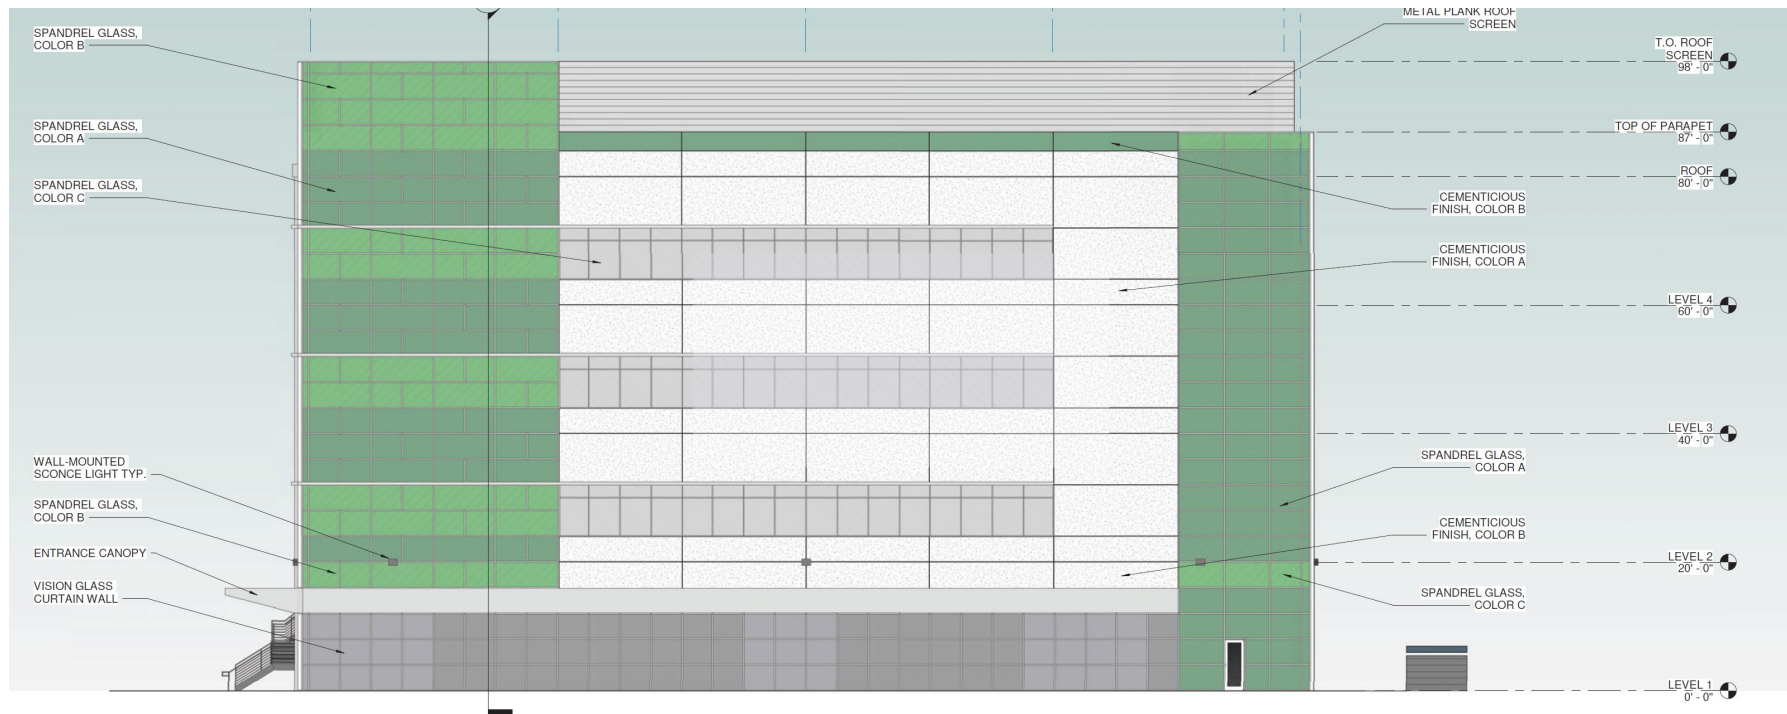 SPANDREL GLASS,
COLOR B
SPANDREL GLASS,
COLOR A
SPANDREL GLASS,
COLOR C
WALL-MOUNTED
SCONCE LIGHT TYP.
SPANDREL GLASS,
COLOR B
ENTRANCE CANOPY
VISION GLASS
CURTAIN WALL
METAL PLANK ROOF
SCREEN
CEMENTICIOUS
FINISH, COLOR B
CEMENTICIOUS
FINISH, COLOR A
SPANDREL GLASS,
COLOR A
CEMENTICIOUS
FINISH, COLOR B
SPANDREL GLASS,
COLOR C
T.O. ROOF
SCREEN
98' - 0"
TOP OF PARAPET
87' - 0"
ROOF
80' - 0"
LEVEL 4
60' - 0"
LEVEL 3
40' - 0"
LEVEL 2
20' - 0"
LEVEL 1
0' - 0"